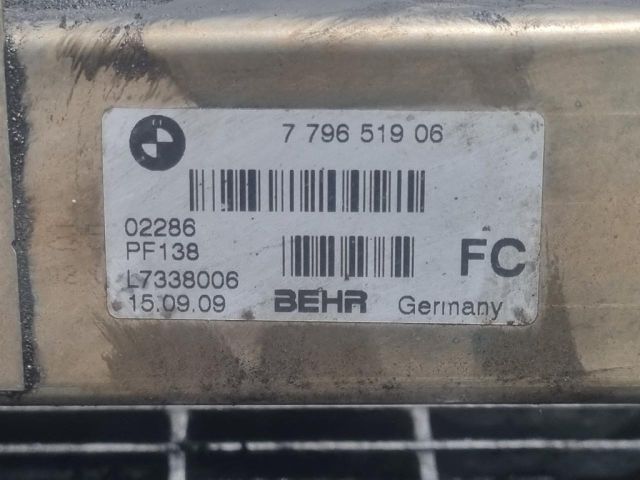 7 796 519 06
02286
PF138
FC
L7338006
15.09.09 BEHR Germany